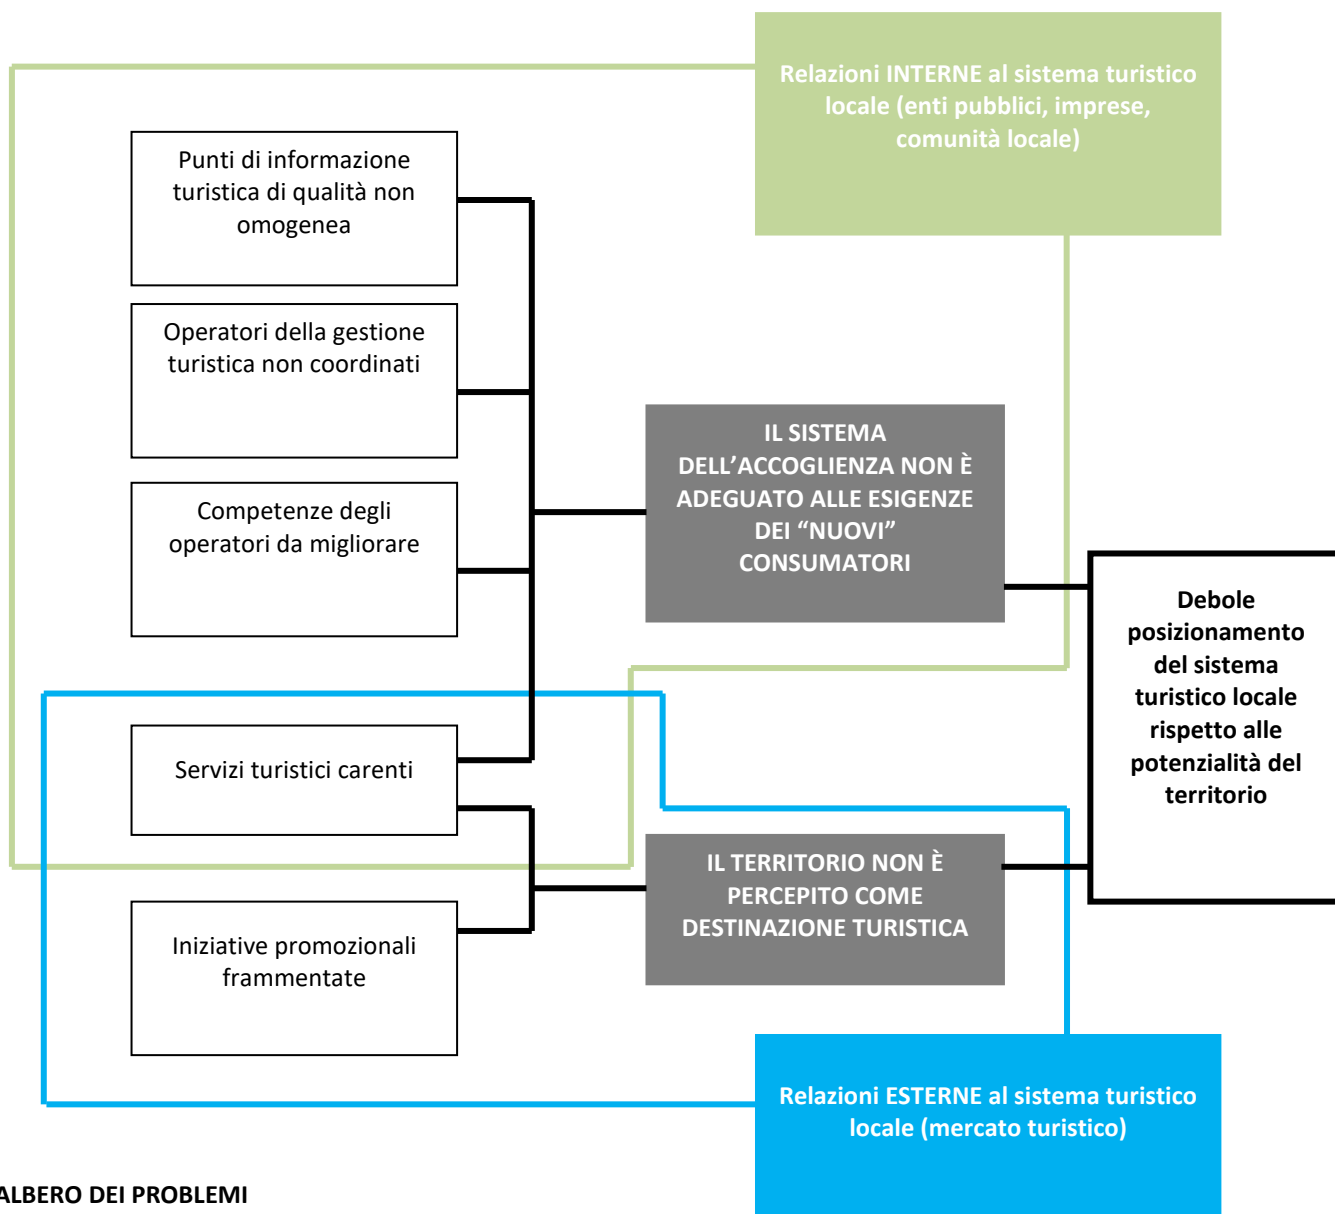 Relazioni INTERNE al sistema turistico
locale (enti pubblici, imprese,
comunità locale)
Punti di informazione
turistica di qualità non
omogenea
Operatori della gestione
turistica non coordinati
Competenze degli
operatori da migliorare
Servizi turistici carenti
Iniziative promozionali
frammentate
IL SISTEMA
DELL’ACCOGLIENZA NON È
ADEGUATO ALLE ESIGENZE
DEI “NUOVI”
CONSUMATORI
IL TERRITORIO NON È
PERCEPITO COME
DESTINAZIONE TURISTICA
Debole
posizionamento
del sistema
turistico locale
rispetto alle
potenzialità del
territorio
Relazioni ESTERNE al sistema turistico
locale (mercato turistico)
ALBERO DEI PROBLEMI